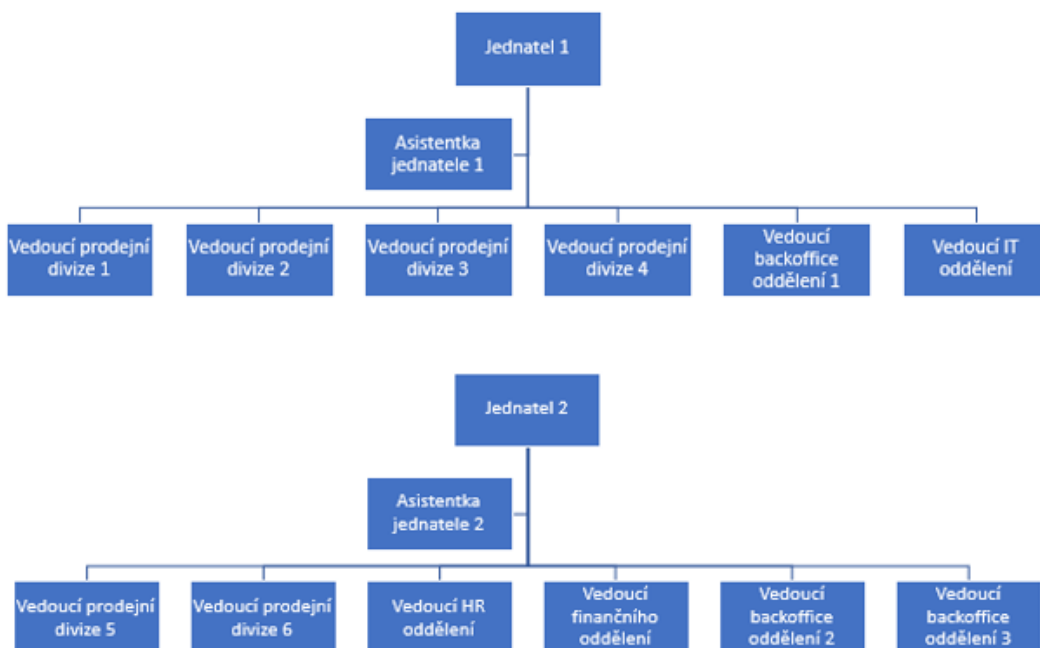 Jednatel 1
Asistentka
jednatele 1
Vedoucí prodejní
divize 1
Vedoucí prodejní
divize 2
Vedoucí prodejní
divize 3
Vedoucí prodejní
divize 4
Vedoucí
backoffice
oddělení 1
Vedoucí IT
oddělení
Jednatel 2
Asistentka
jednatele 2
Vedoucí prodejní
divize 5
Vedoucí prodejní
divize 6
Vedoucí HR
oddělení
Vedoucí
finančního
oddělení
Vedoucí
backoffice
oddělení 2
Vedoucí
backoffice
oddělení 3